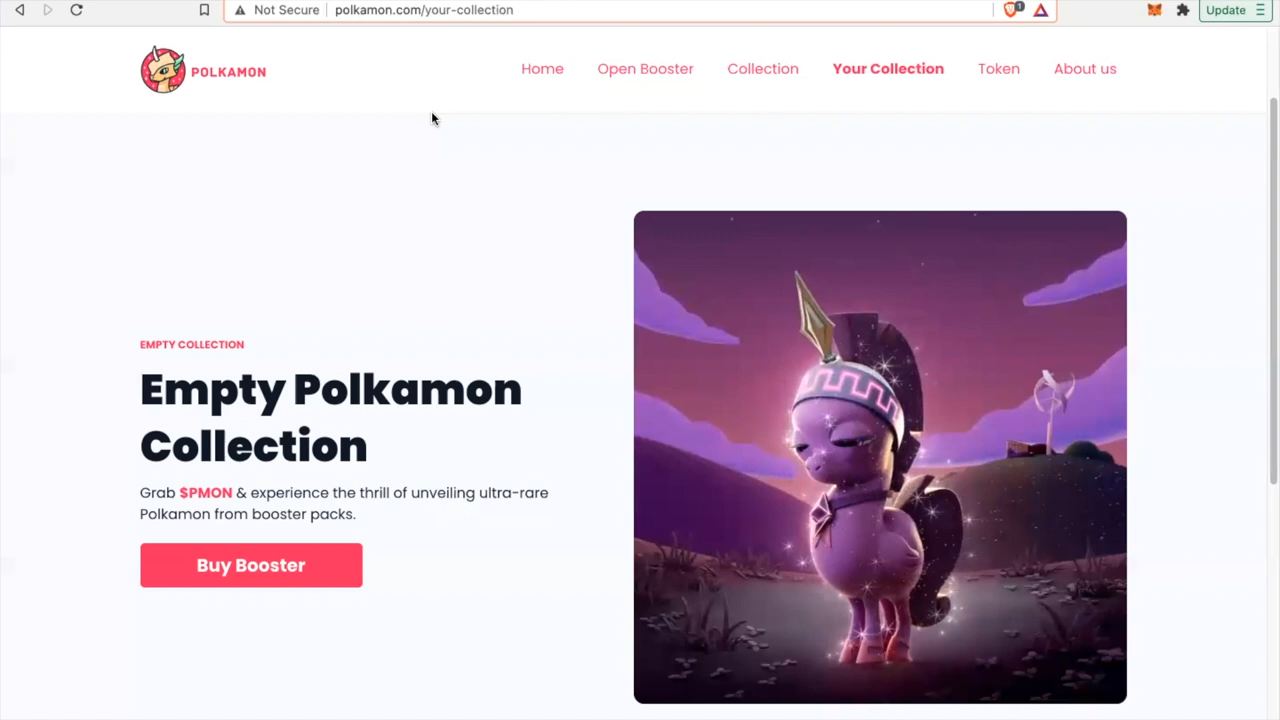 Not Secure polkamon.com/your-collection 1 Update
POLKAMON Home Open Booster Collection Your Collection Token About us
EMPTY COLLECTION
Empty Polkamon
Collection
Grab $PMON & experience the thrill of unveiling ultra-rare
Polkamon from booster packs.
Buy Booster